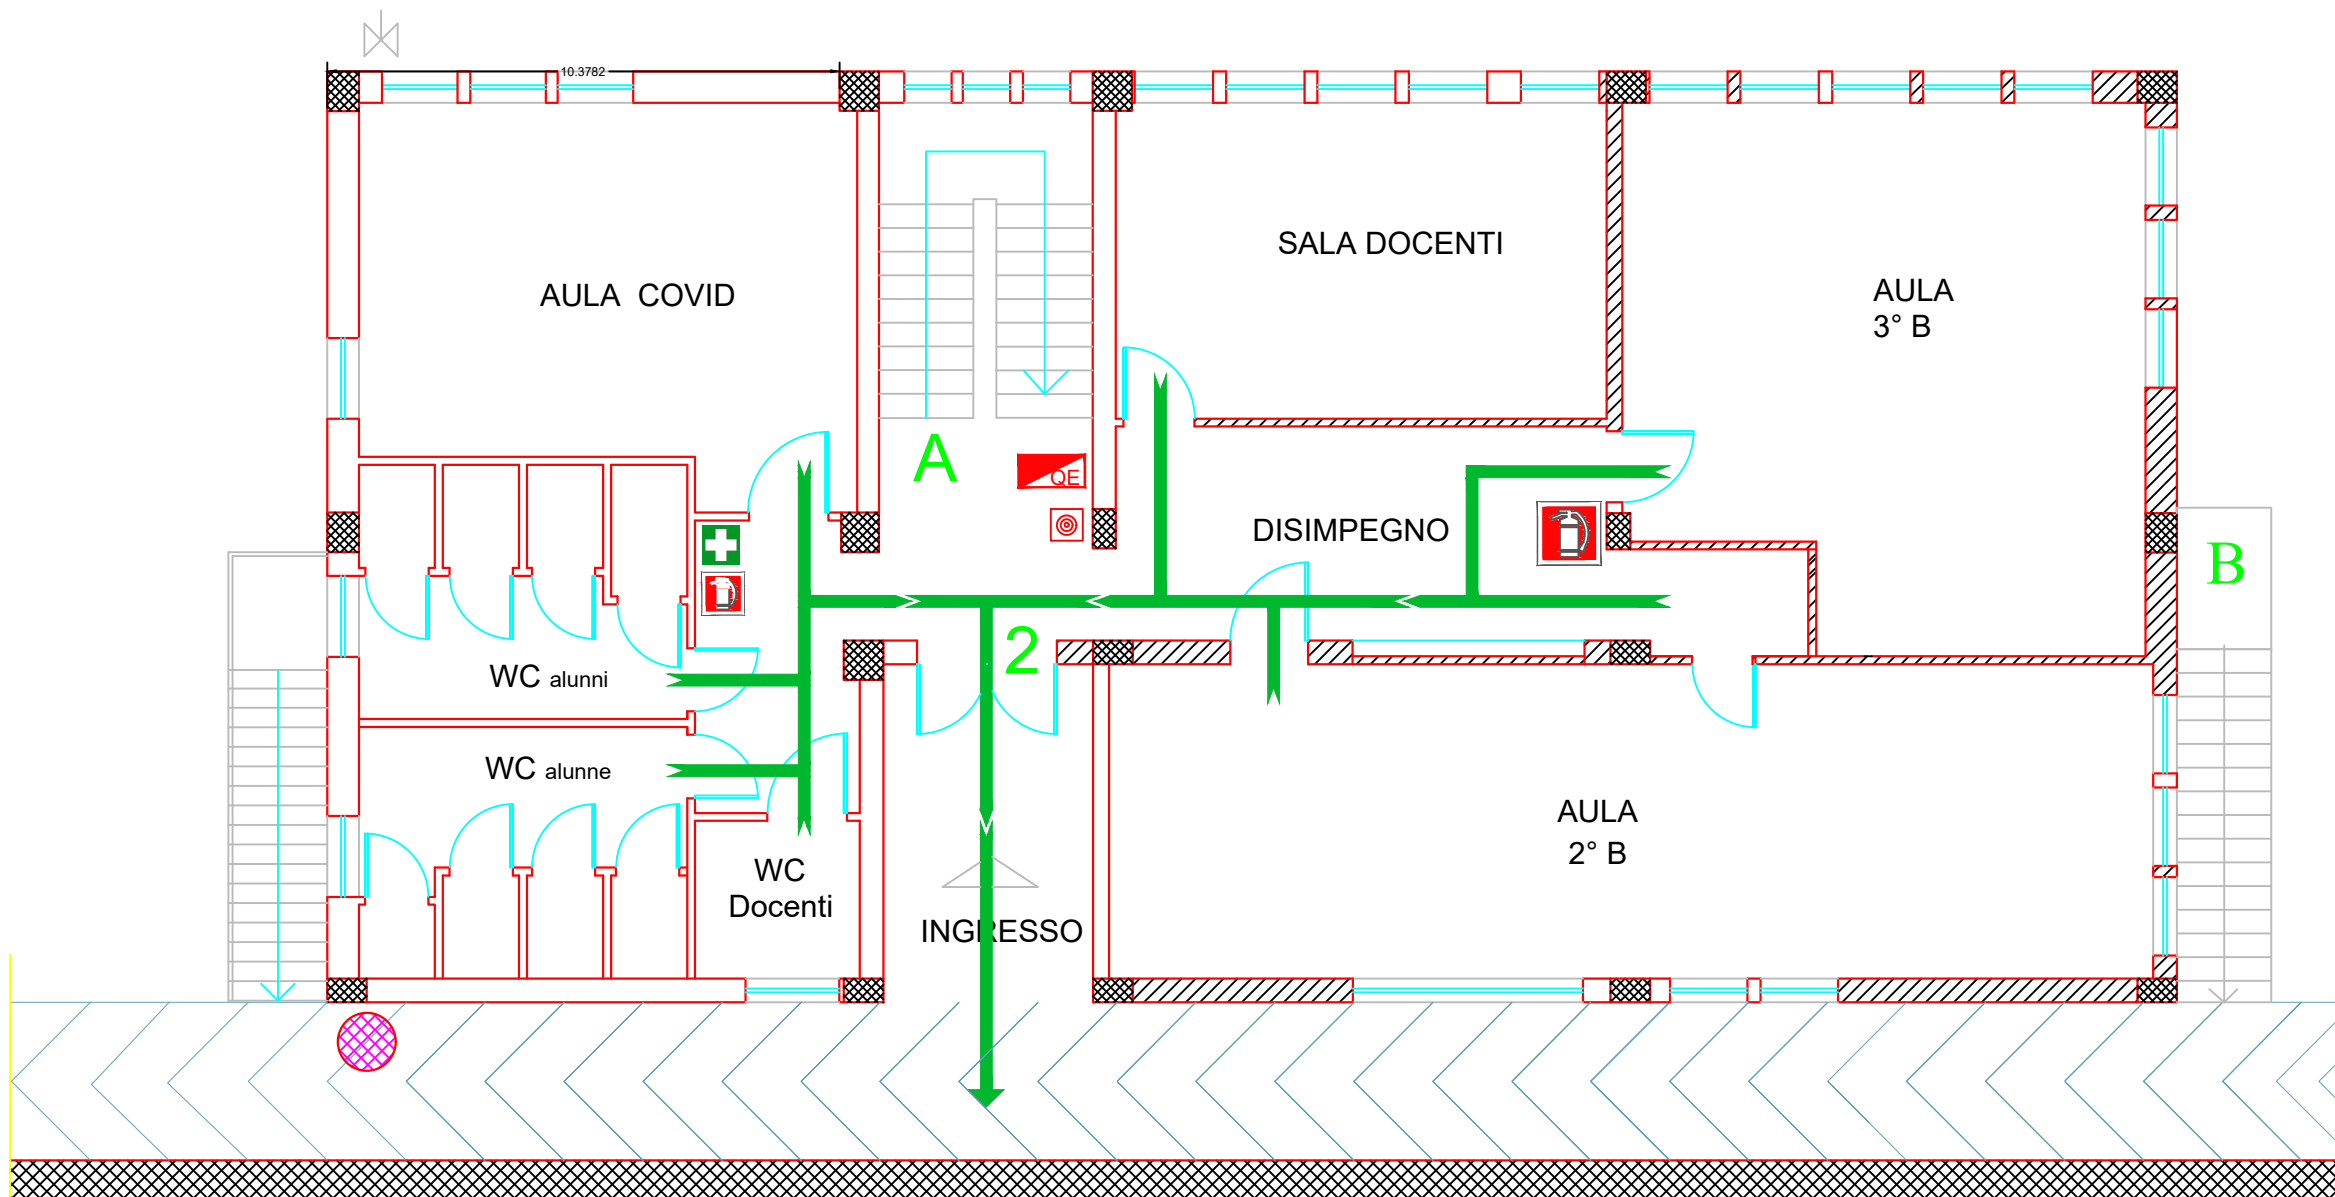 10.3782
SALA DOCENTI
AULA COVID
AULA
3° B
A
QE
DISIMPEGNO
B
2
WC alunni
WC alunne
AULA
2° B
WC
Docenti
INGRESSO